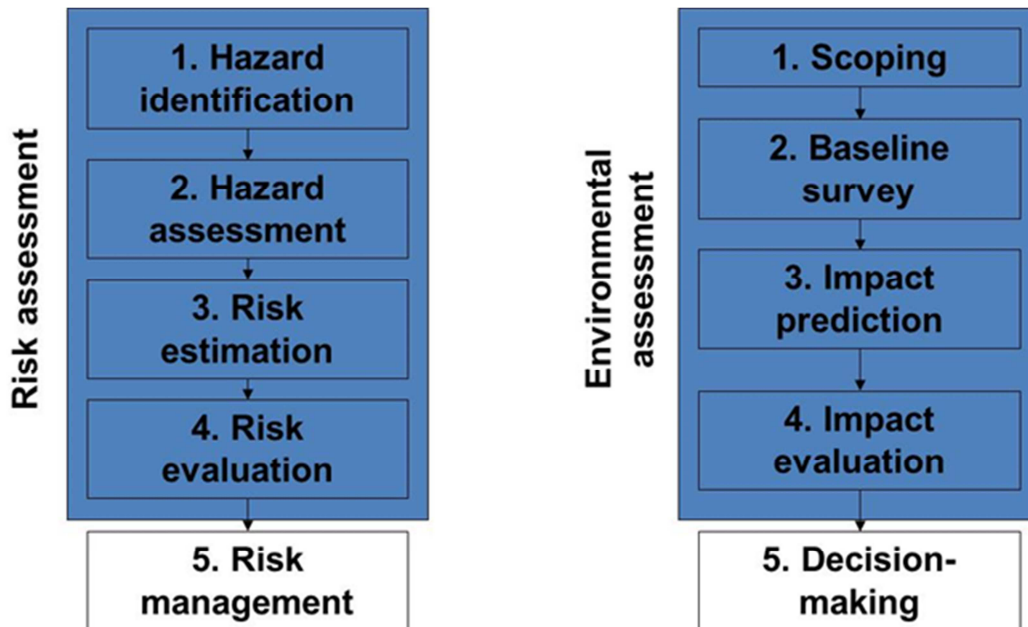 Risk assessment
1. Hazard
identification
2. Hazard
assessment
3. Risk
estimation
4. Risk
evaluation
5. Risk
management
Environmental
assessment
1. Scoping
2. Baseline
survey
3. Impact
prediction
4. Impact
evaluation
5. Decision-
making